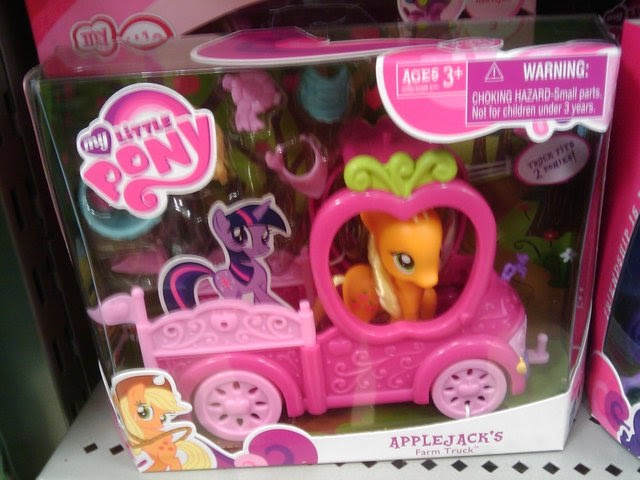 my
LITTLE
PONY
AGES 3+
WARNING:
CHOKING HAZARD-Small parts.
Not for children under 3 years.
TRUCK FITS
2 PONIES!
APPLEJACK'S
Farm Truck